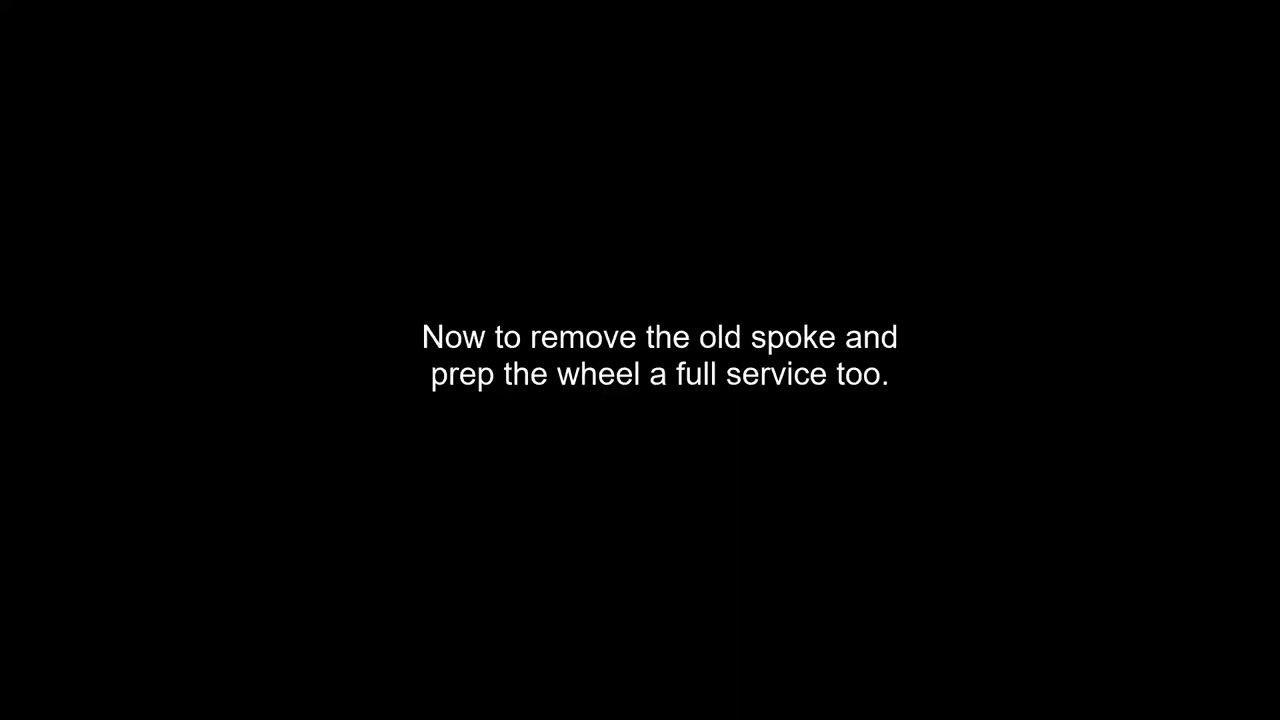 Now to remove the old spoke and
prep the wheel a full service too.